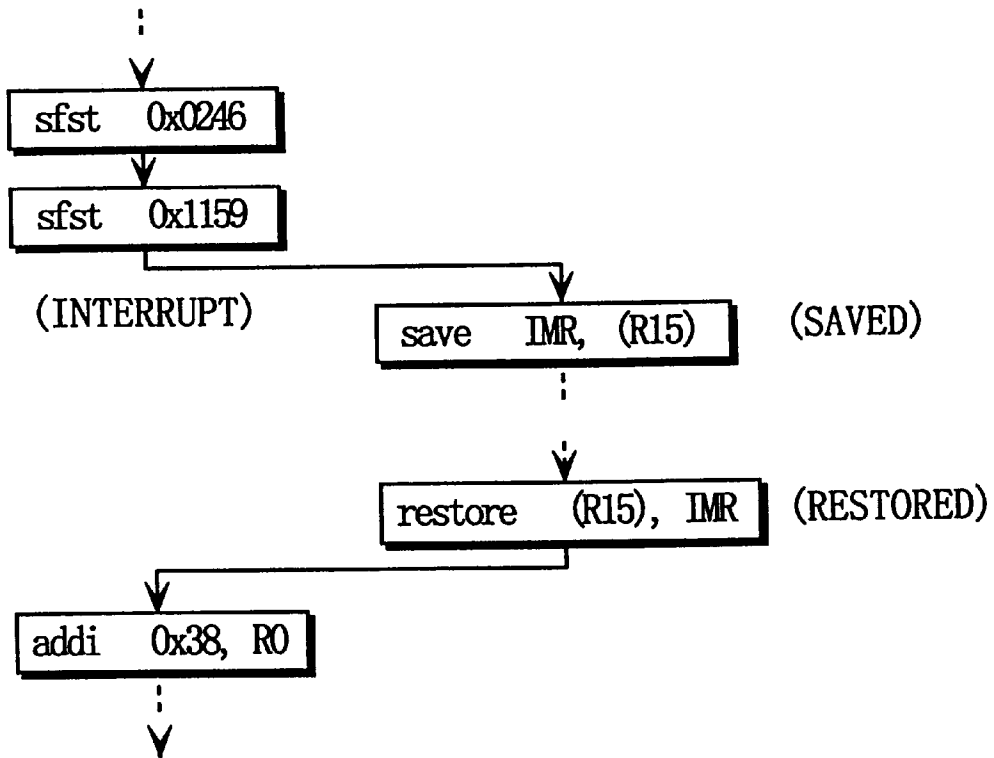 sfst 0x0246
sfst 0x1159
(INTERRUPT)
save IMR, (R15) (SAVED)
restore (R15), IMR (RESTORED)
addi 0x38, R0